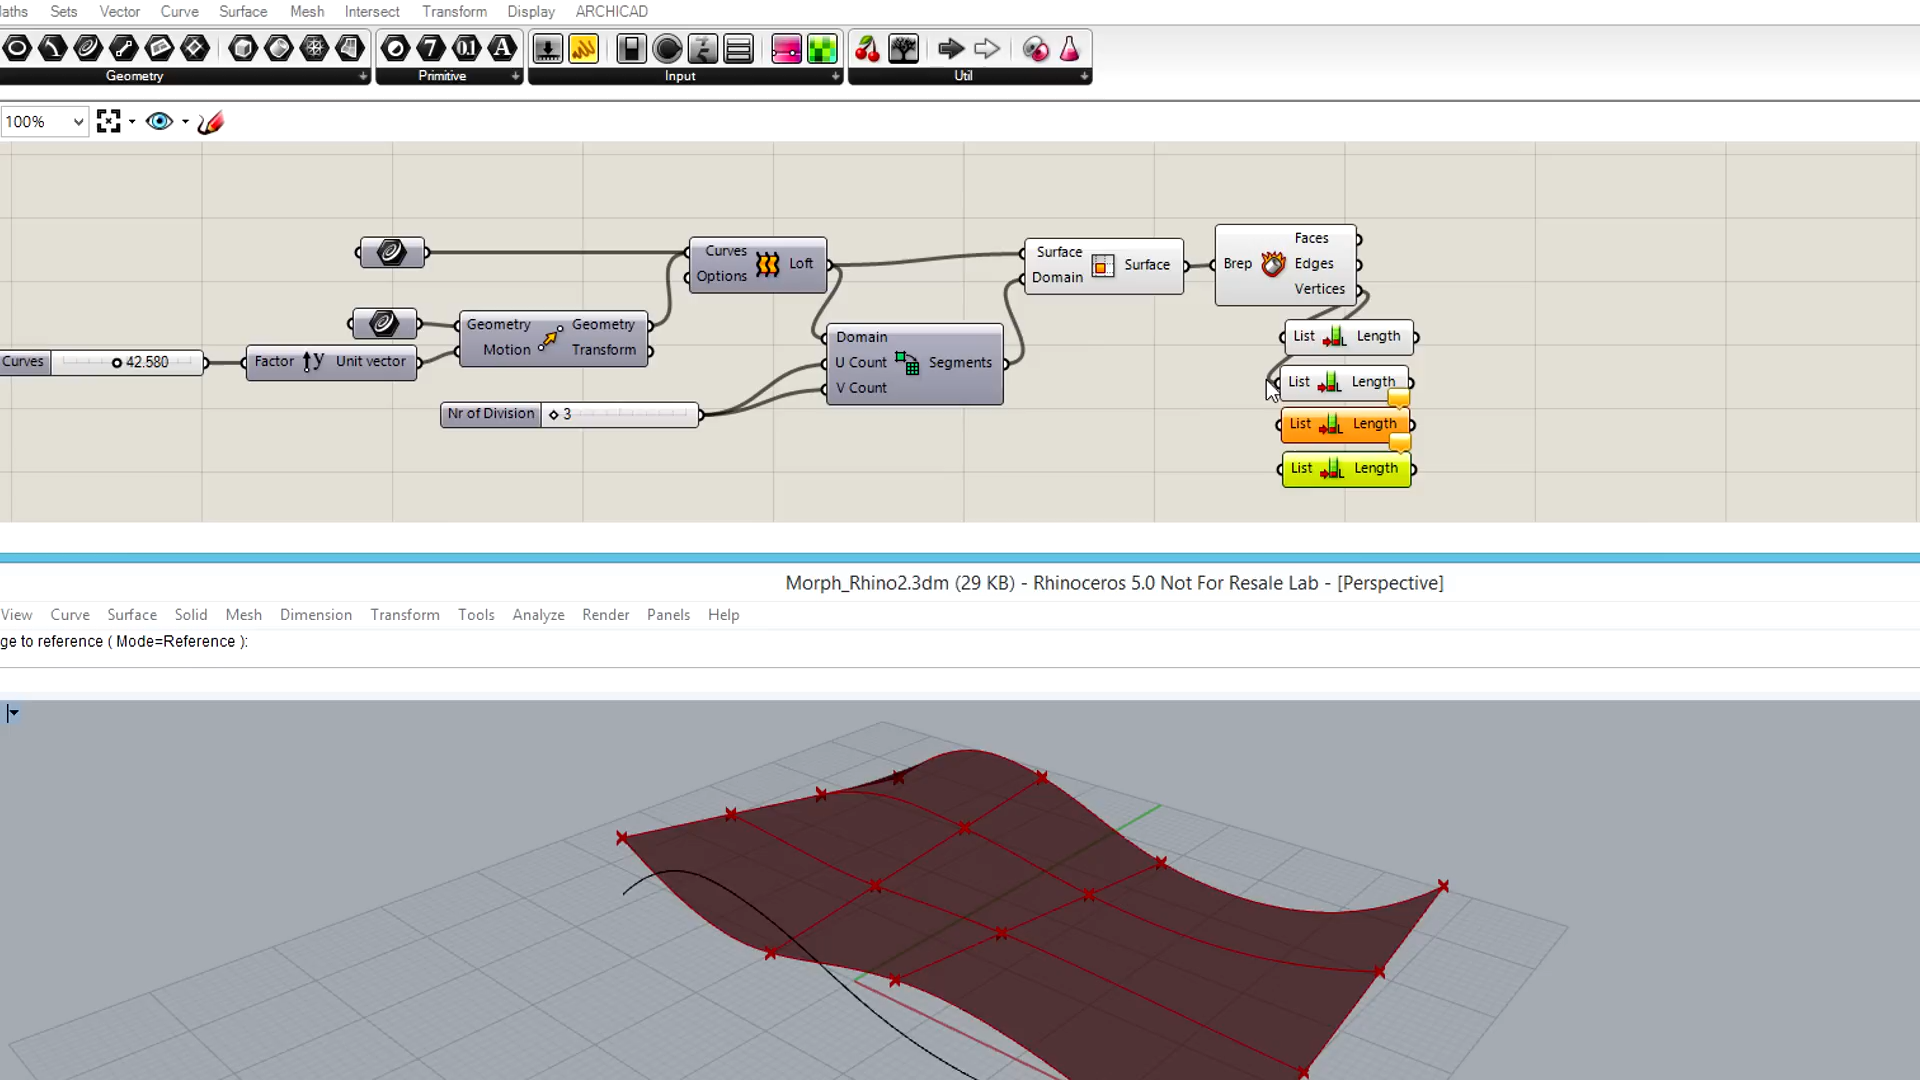 aths Sets Vector Curve Surface Mesh Intersect Transform Display ARCHICAD
7 0.1 A
Geometry Primitive Input Util
100%
Curves 42.580
Factor y Unit vector
Geometry Motion Geometry Transform
Nr of Division 3
Curves Options Loft
Domain U Count V Count Segments
Surface Domain Surface
Brep Faces Edges Vertices
List L Length
List L Length
List L Length
List L Length
Morph_Rhino2.3dm (29 KB) - Rhinoceros 5.0 Not For Resale Lab - [Perspective]
View Curve Surface Solid Mesh Dimension Transform Tools Analyze Render Panels Help
ge to reference ( Mode=Reference ):